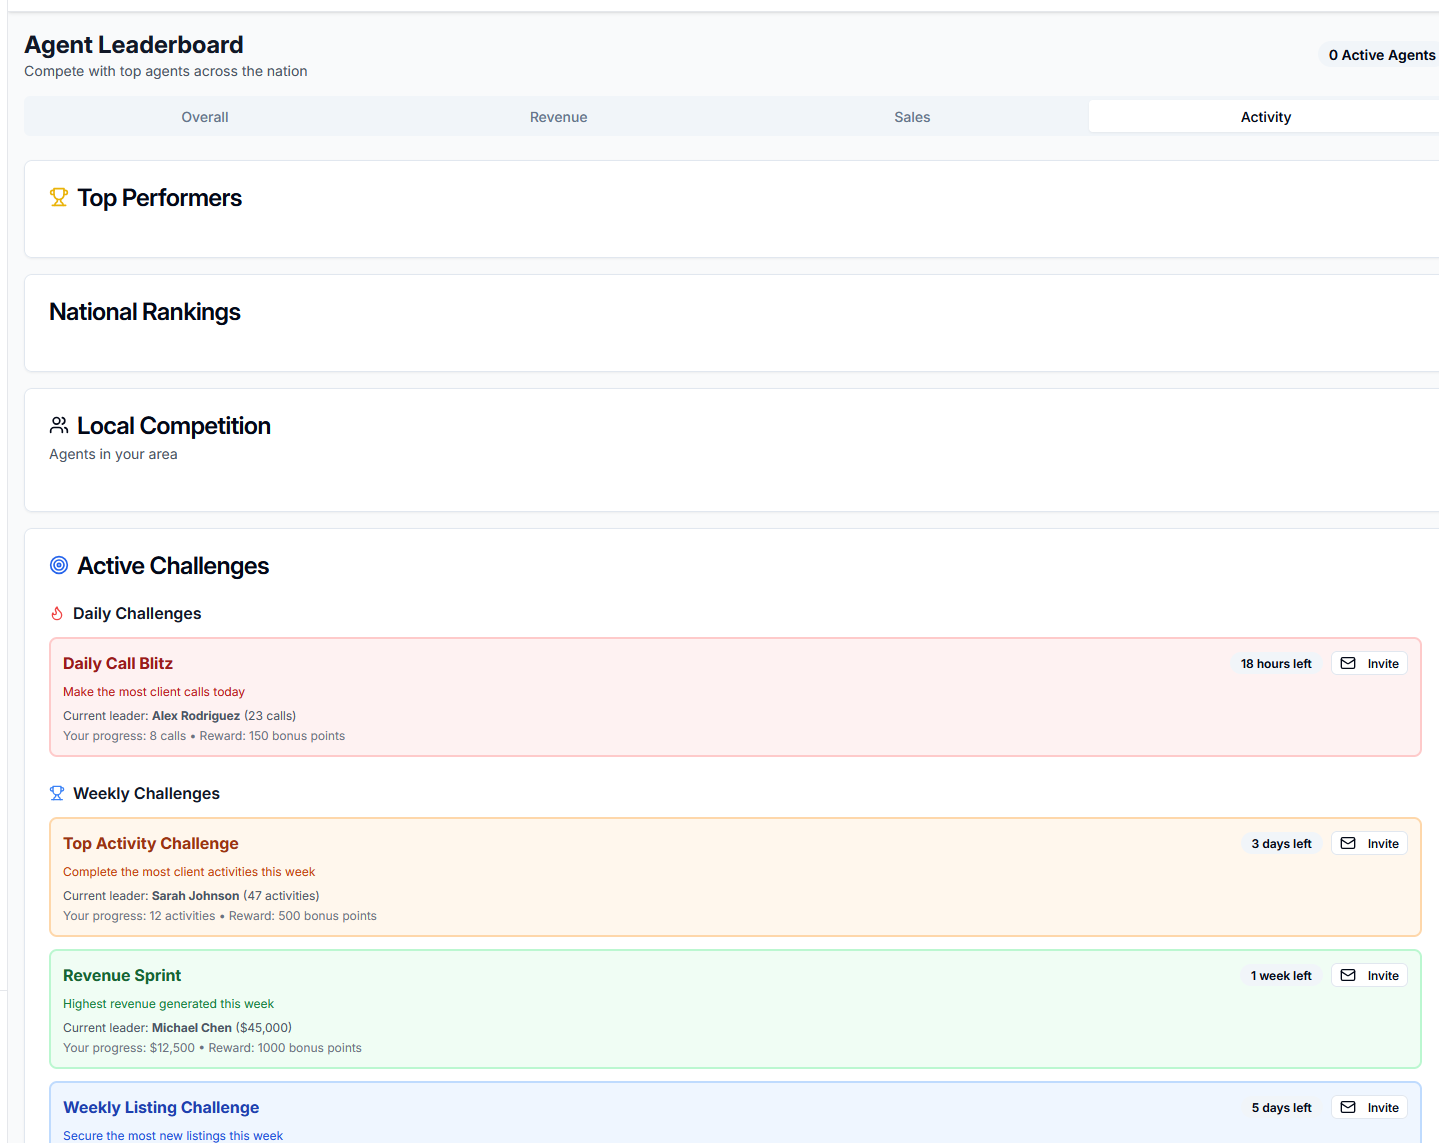 Agent Leaderboard
Compete with top agents across the nation
0 Active Agents
Overall
Revenue
Sales
Activity
Top Performers
National Rankings
Local Competition
Agents in your area
Active Challenges
Daily Challenges
Daily Call Blitz
18 hours left
Invite
Make the most client calls today
Current leader: Alex Rodriguez (23 calls)
Your progress: 8 calls • Reward: 150 bonus points
Weekly Challenges
Top Activity Challenge
3 days left
Invite
Complete the most client activities this week
Current leader: Sarah Johnson (47 activities)
Your progress: 12 activities • Reward: 500 bonus points
Revenue Sprint
1 week left
Invite
Highest revenue generated this week
Current leader: Michael Chen ($45,000)
Your progress: $12,500 • Reward: 1000 bonus points
Weekly Listing Challenge
5 days left
Invite
Secure the most new listings this week